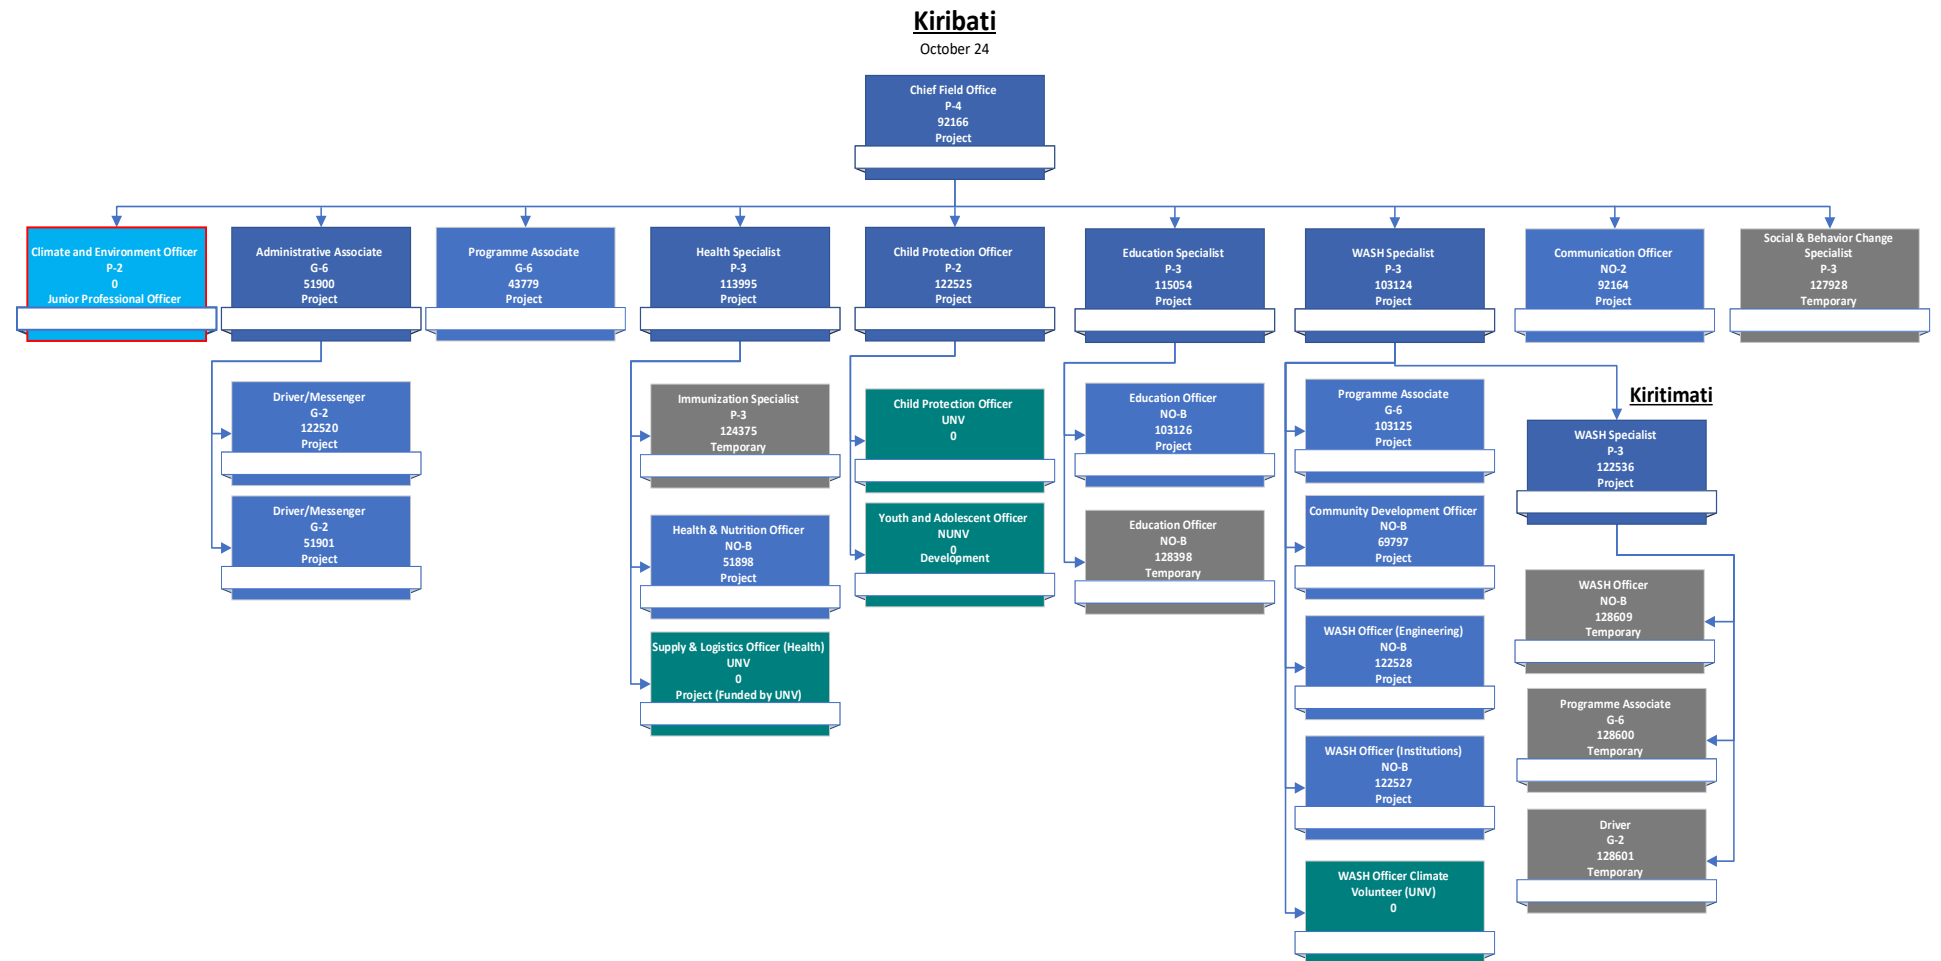 Kiribati
October 24
Chief Field Office
P-4
92166
Project
Climate and Environment Officer
P-2
0
Junior Professional Officer
Administrative Associate
G-6
51900
Project
Programme Associate
G-6
43779
Project
Health Specialist
P-3
113995
Project
Child Protection Officer
P-2
122525
Project
Education Specialist
P-3
115054
Project
WASH Specialist
P-3
103124
Project
Communication Officer
NO-2
92164
Project
Social & Behavior Change
Specialist
P-3
127928
Temporary
Driver/Messenger
G-2
122520
Project
Driver/Messenger
G-2
51901
Project
Immunization Specialist
P-3
124375
Temporary
Health & Nutrition Officer
NO-B
51898
Project
Supply & Logistics Officer (Health)
UNV
0
Project (Funded by UNV)
Child Protection Officer
UNV
0
Youth and Adolescent Officer
NUNV
0
Development
Education Officer
NO-B
103126
Project
Education Officer
NO-B
128398
Temporary
Programme Associate
G-6
103125
Project
Community Development Officer
NO-B
69797
Project
WASH Officer (Engineering)
NO-B
122528
Project
WASH Officer (Institutions)
NO-B
122527
Project
WASH Officer Climate
Volunteer (UNV)
0
Kiritimati
WASH Specialist
P-3
122536
Project
WASH Officer
NO-B
128609
Temporary
Programme Associate
G-6
128600
Temporary
Driver
G-2
128601
Temporary